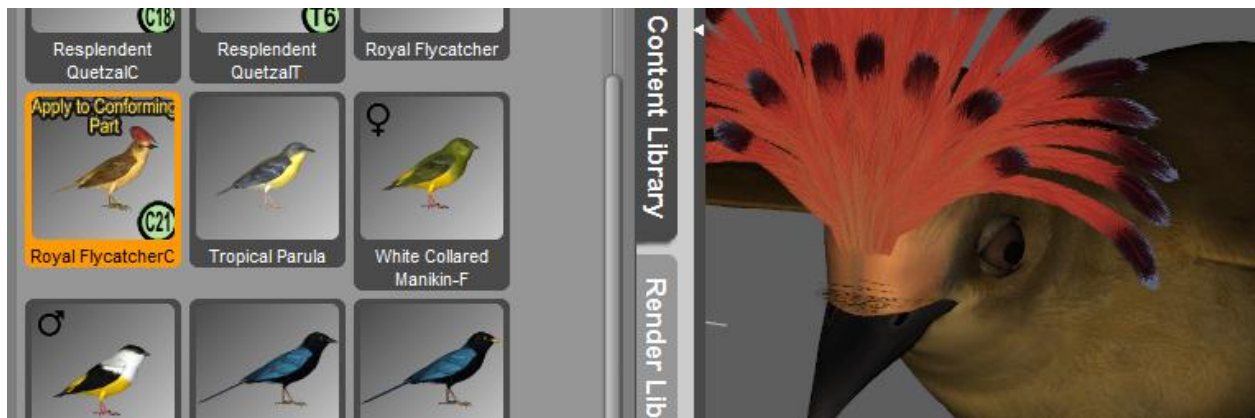 C18
T6
Resplendent
QuetzalC
Resplendent
QuetzalT
Royal Flycatcher
Apply to Conforming
Part
C21
Royal FlycatcherC
Tropical Parula
♀
White Collared
Manikin-F
♂
Content Library
Render Lib